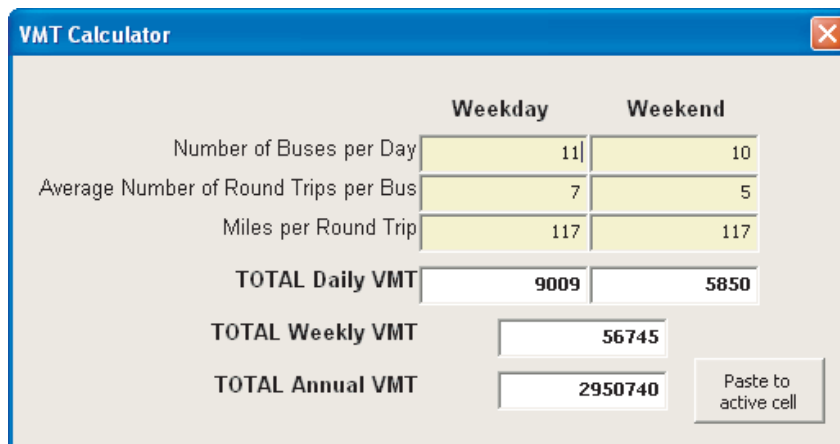 VMT Calculator
Weekday Weekend
Number of Buses per Day 11 10
Average Number of Round Trips per Bus 7 5
Miles per Round Trip 117 117
TOTAL Daily VMT 9009 5850
TOTAL Weekly VMT 56745
TOTAL Annual VMT 2950740
Paste to
active cell